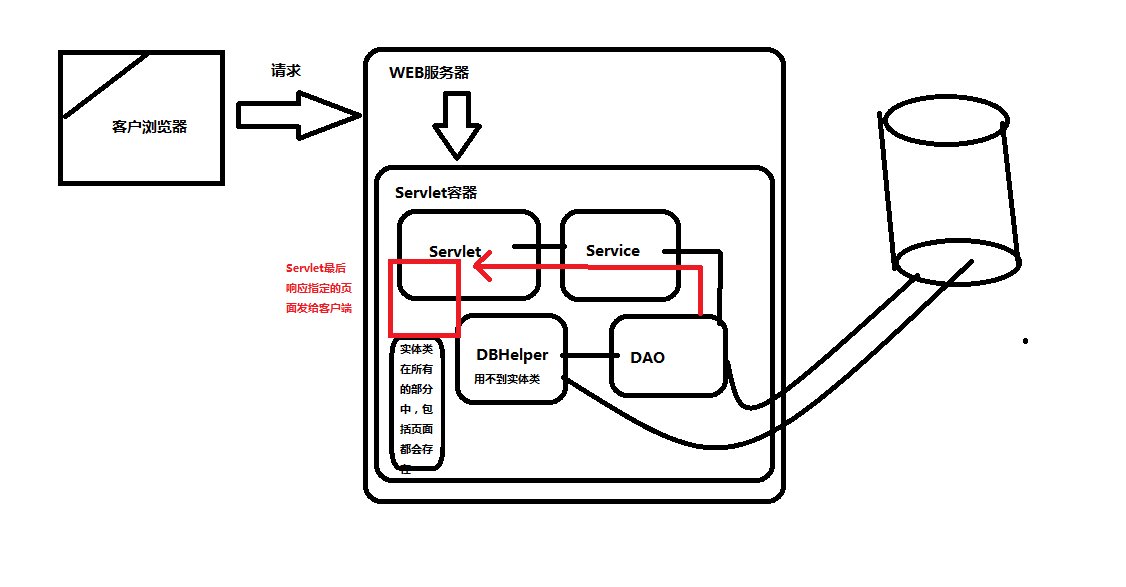 请求
WEB服务器
客户浏览器
Servlet容器
Servlet
Service
Servlet最后
响应指定的页
面发给客户端
DBHelper
用不到实体类
DAO
实体类
在所有
的部分
中，包
括页面
都会存
在